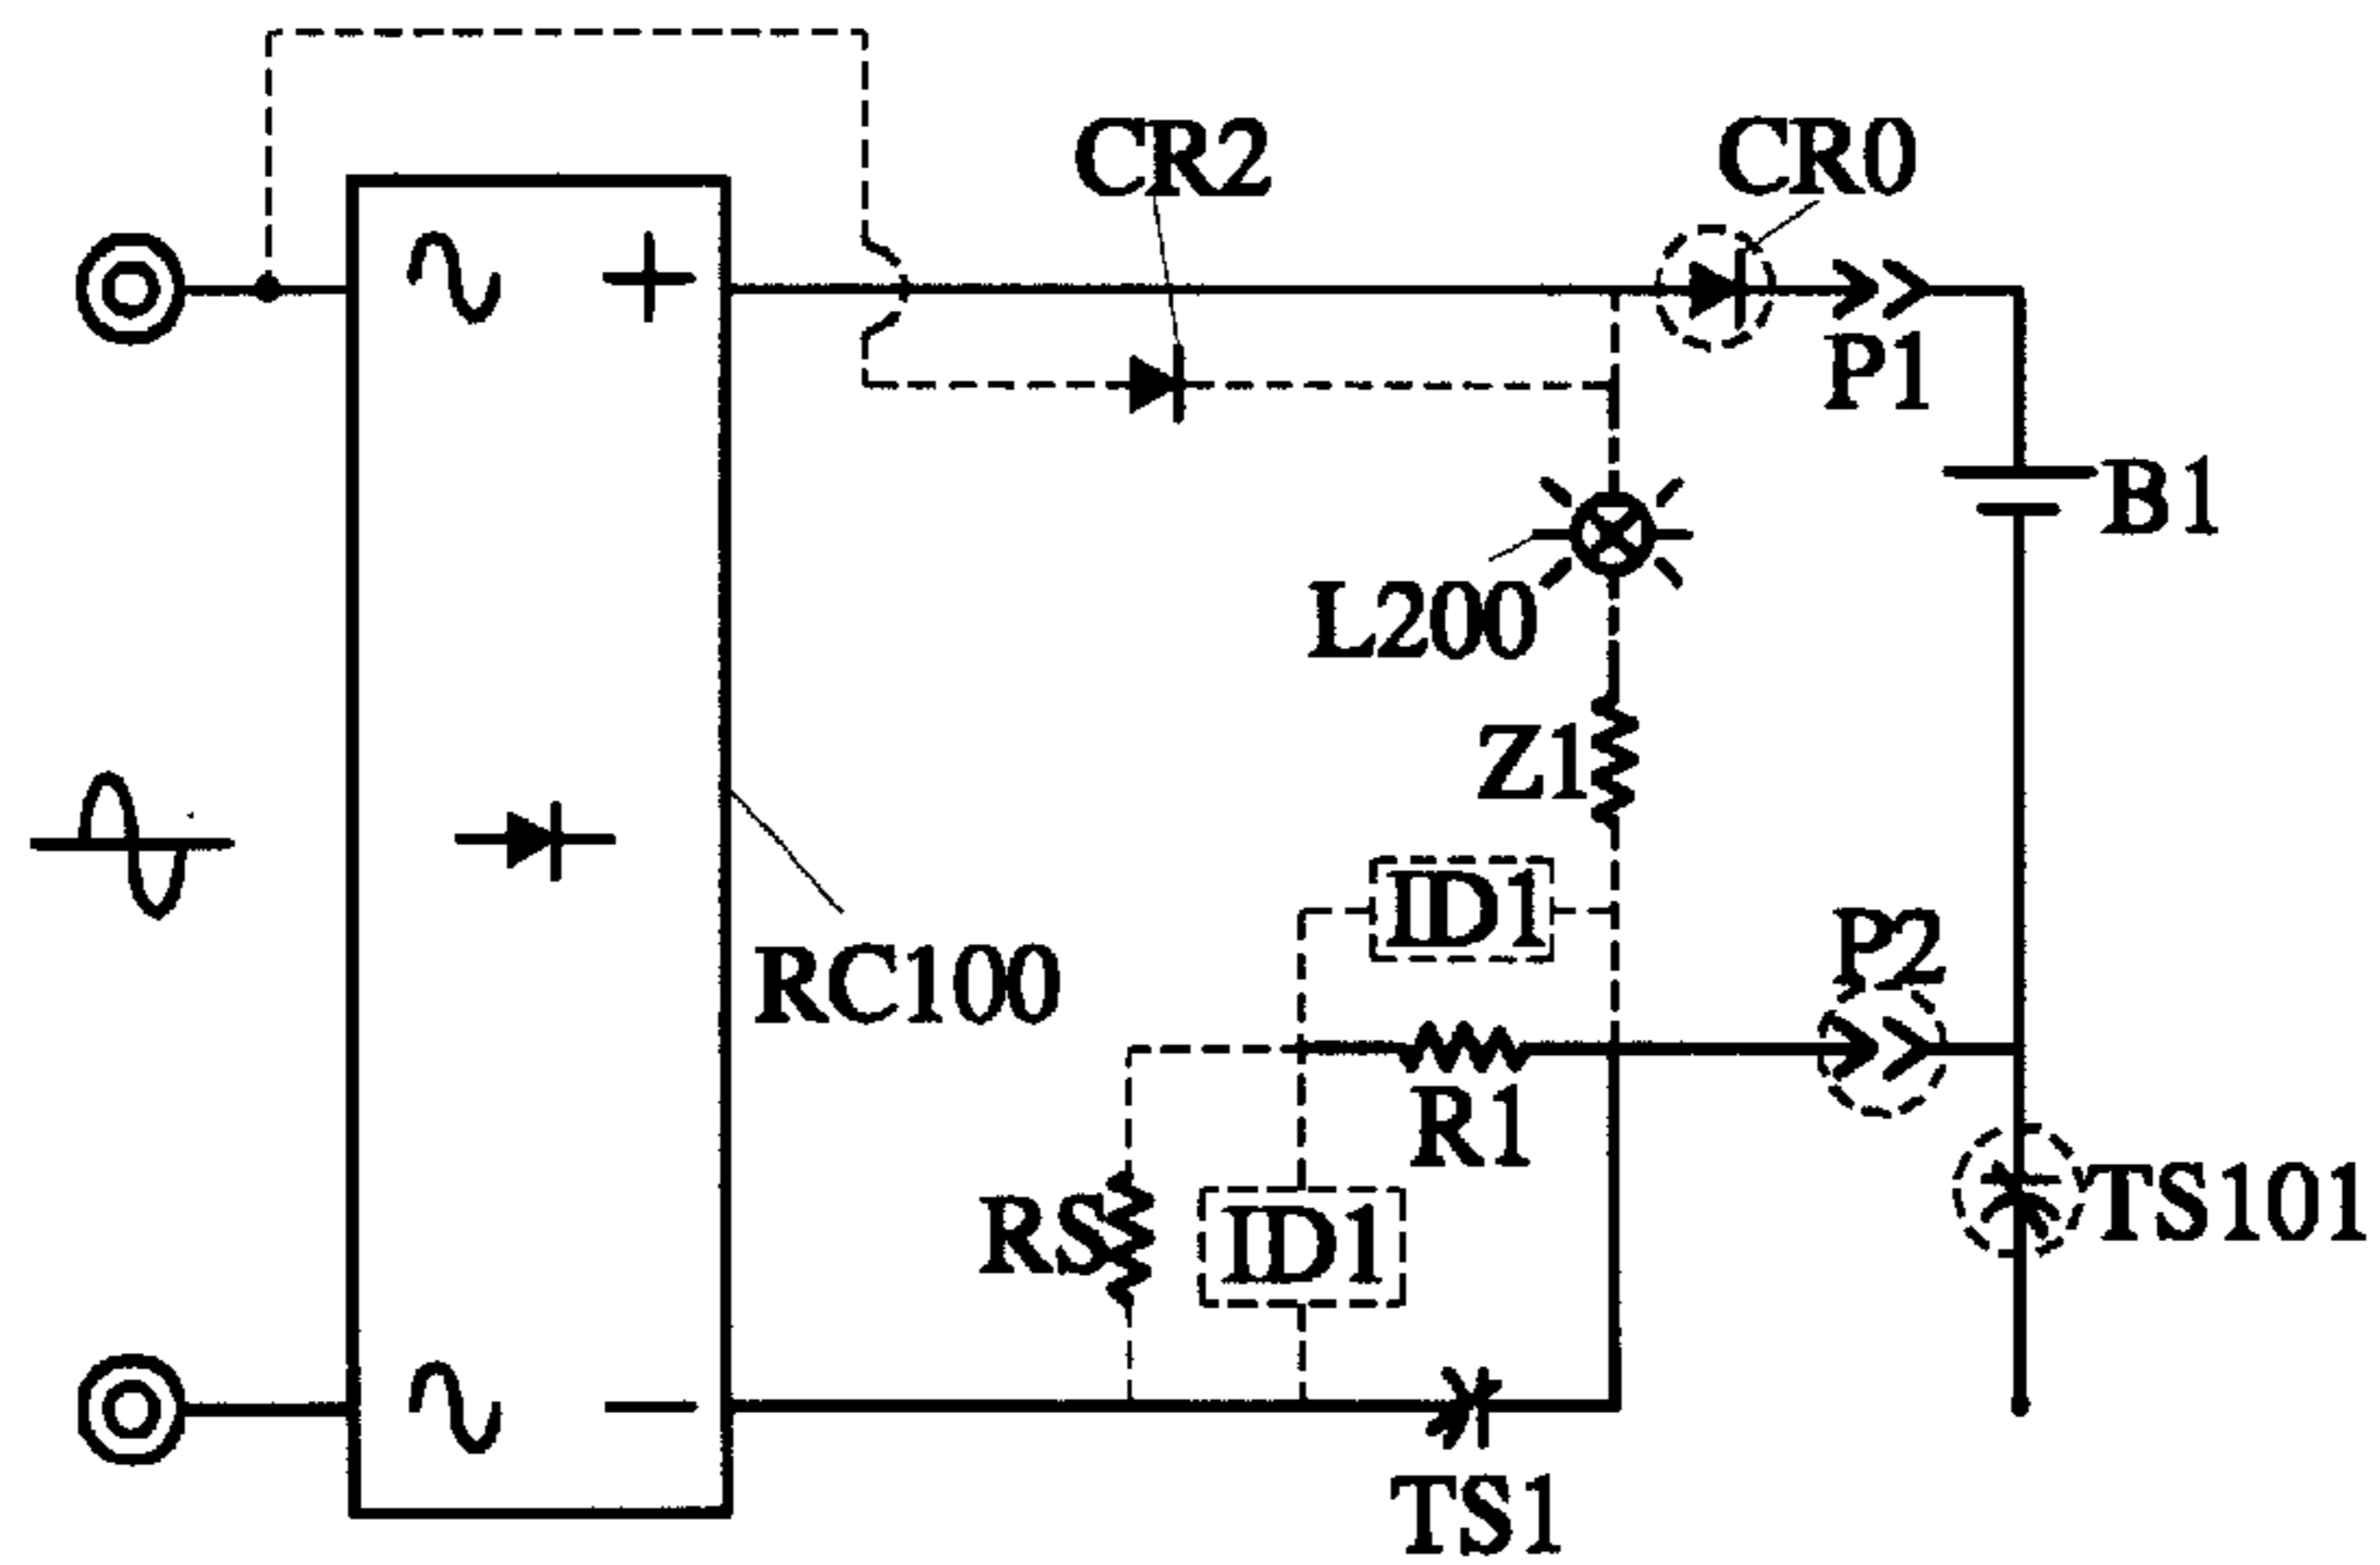 CR2
CR0
P1
B1
L200
Z1
ID1
P2
RC100
R1
RS
ID1
TS101
TS1